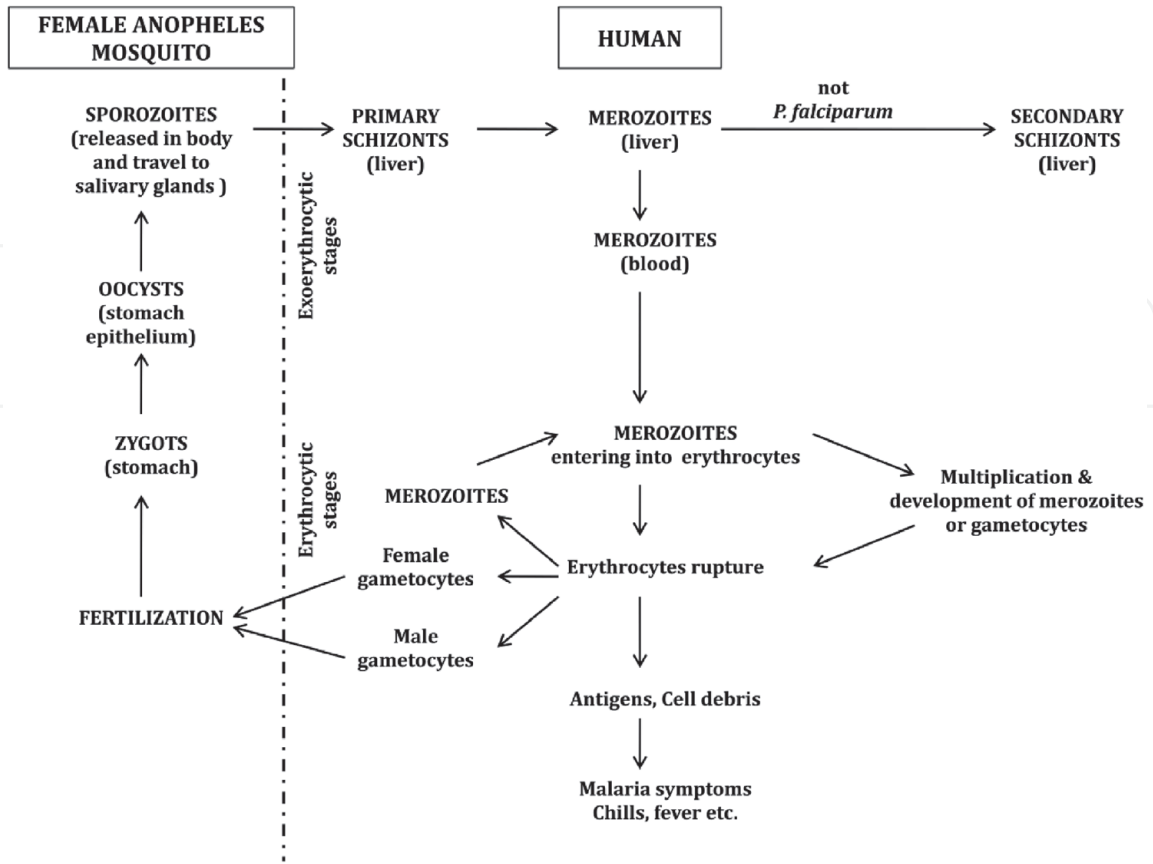 FEMALE ANOPHELES
MOSQUITO
HUMAN
SPOROZOITES
(released in body
and travel to
salivary glands )
PRIMARY
SCHIZONTS
(liver)
MEROZOITES
(liver)
not
P. falciparum
SECONDARY
SCHIZONTS
(liver)
Exoerythrocytic
stages
MEROZOITES
(blood)
OOCYSTS
(stomach
epithelium)
ZYGOTS
(stomach)
Erythrocytic
stages
MEROZOITES
entering into erythrocytes
Multiplication &
development of merozoites
or gametocytes
MEROZOITES
Female
gametocytes
Erythrocytes rupture
FERTILIZATION
Male
gametocytes
Antigens, Cell debris
Malaria symptoms
Chills, fever etc.